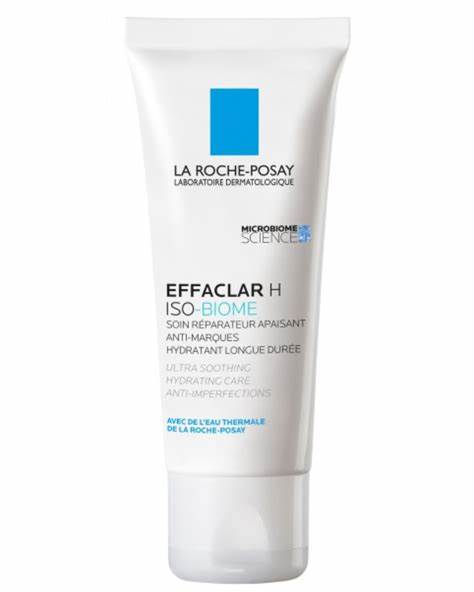 LA ROCHE-POSAY
LABORATOIRE DERMATOLOGIQUE
MICROBIOME
SCIENCE
EFFACLAR H
ISO-BIOME
SOIN RÉPARATEUR APAISANT
ANTI-MARQUES
HYDRATANT LONGUE DURÉE
ULTRA SOOTHING
HYDRATING CARE
ANTI-IMPERFECTIONS
AVEC DE L'EAU THERMALE
DE LA ROCHE-POSAY